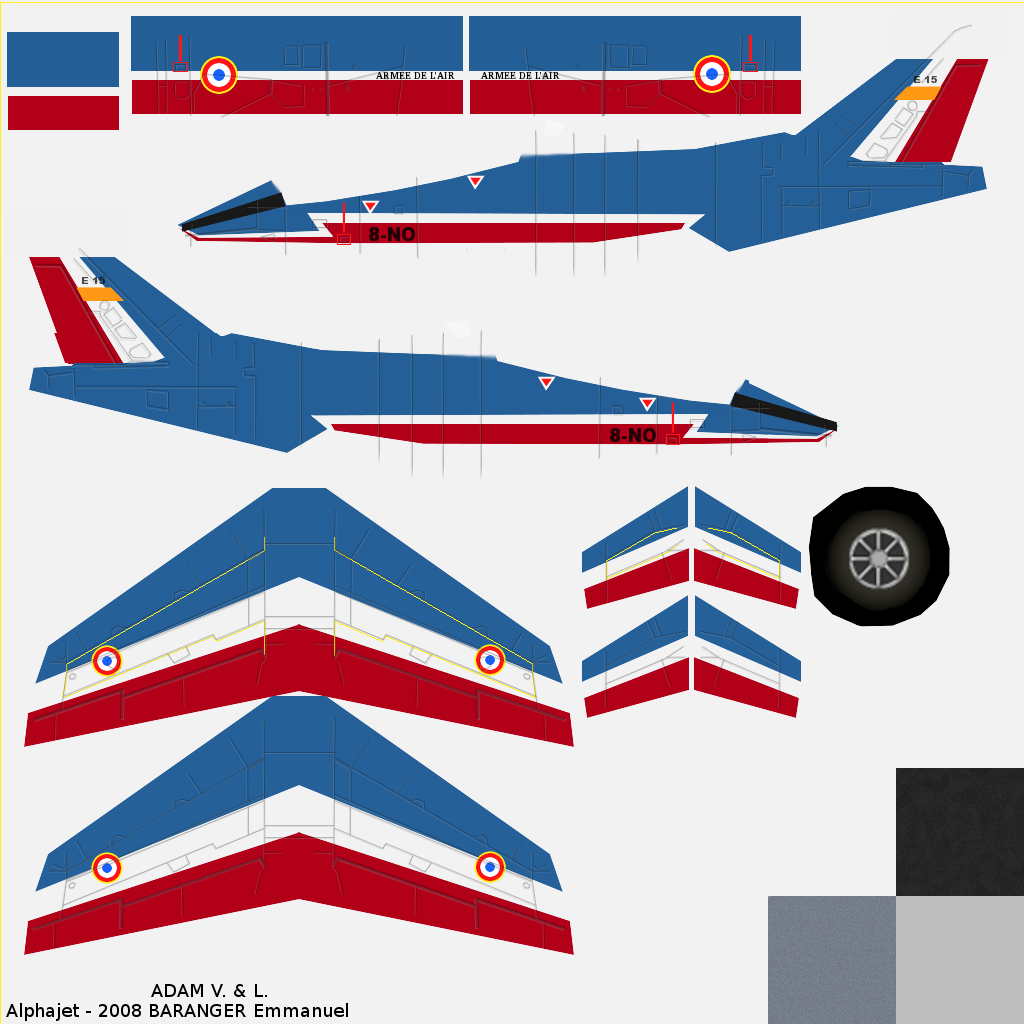 ARMEE DE L'AIR
ARMEE DE L'AIR
E 15
8-NO
E 15
8-NO
ADAM V. & L.
Alphajet - 2008 BARANGER Emmanuel